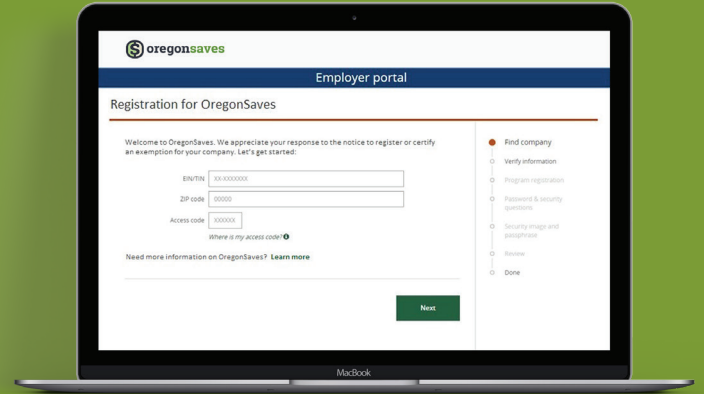 oregonsaves
Employer portal
Registration for OregonSaves
Welcome to OregonSaves. We appreciate your response to the notice to register or certify
an exemption for your company. Let's get started:
EIN/TIN XX-XXXXXXX
ZIP code 00000
Access code XXXXXX
Where is my access code?
Need more information on OregonSaves? Learn more
Next
Find company
Verify information
Program registration
Password & security
questions
Security image and
passphrase
Review
Done
MacBook